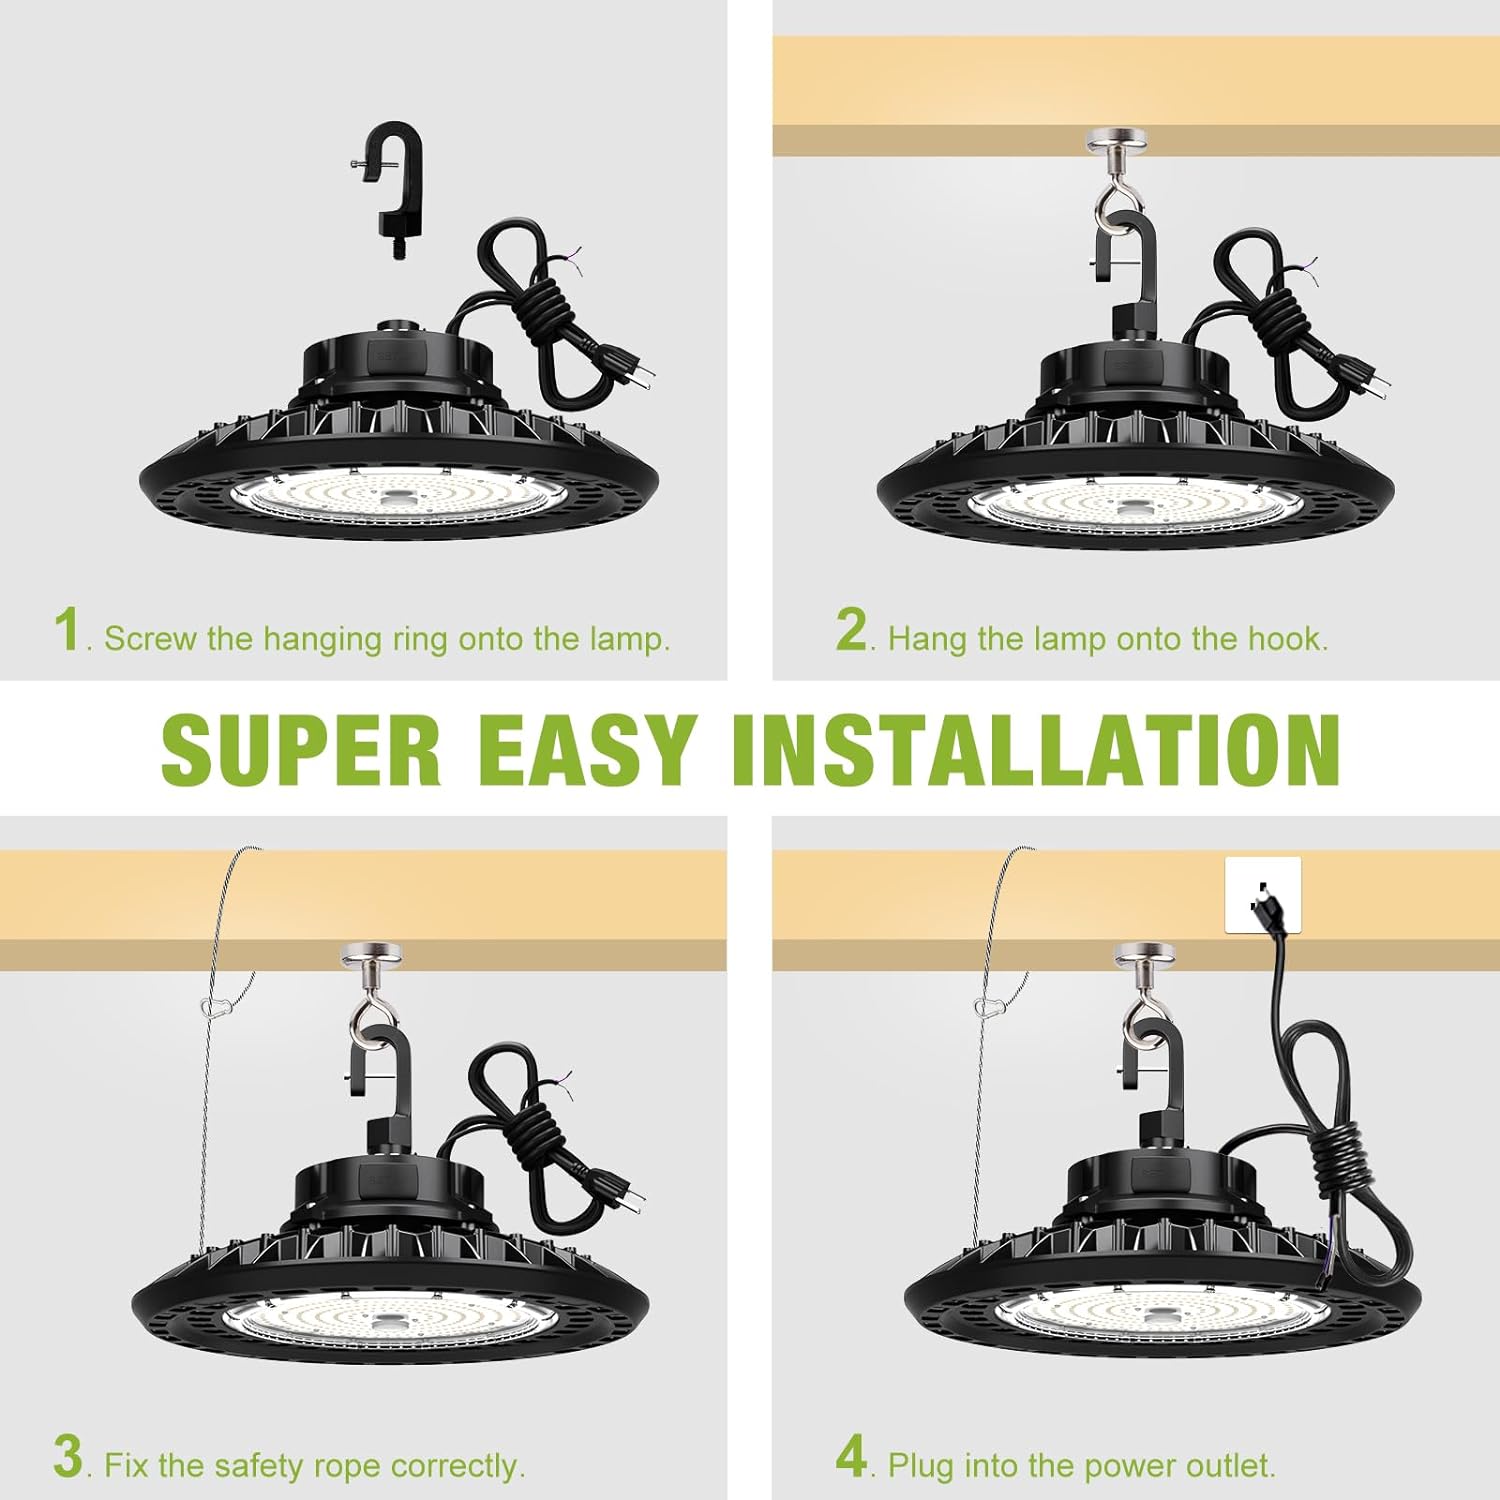 1. Screw the hanging ring onto the lamp.
2. Hang the lamp onto the hook.
SUPER EASY INSTALLATION
3. Fix the safety rope correctly.
4. Plug into the power outlet.